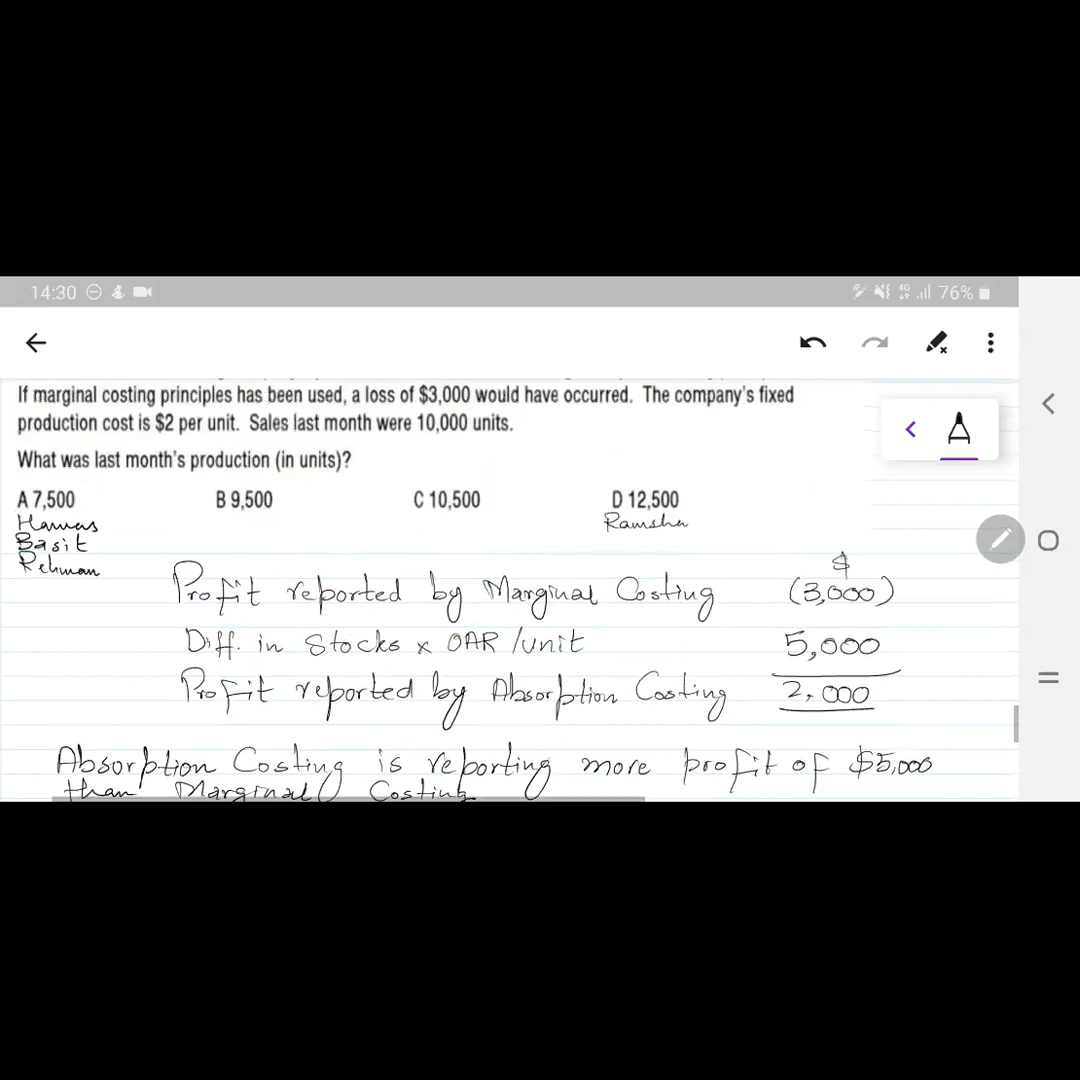 14:30 76%
If marginal costing principles has been used, a loss of $3,000 would have occurred. The company's fixed
production cost is $2 per unit. Sales last month were 10,000 units.
What was last month's production (in units)?
A 7,500 B 9,500 C 10,500 D 12,500
Hamas Ramsha
Basit
Rehman
$
Profit reported by Marginal Costing (3,000)
Diff. in Stocks x OAR /unit 5,000
Profit reported by Absorption Costing 2,000
Absorption Costing is reporting more profit of $5,000
than Marginal Costing